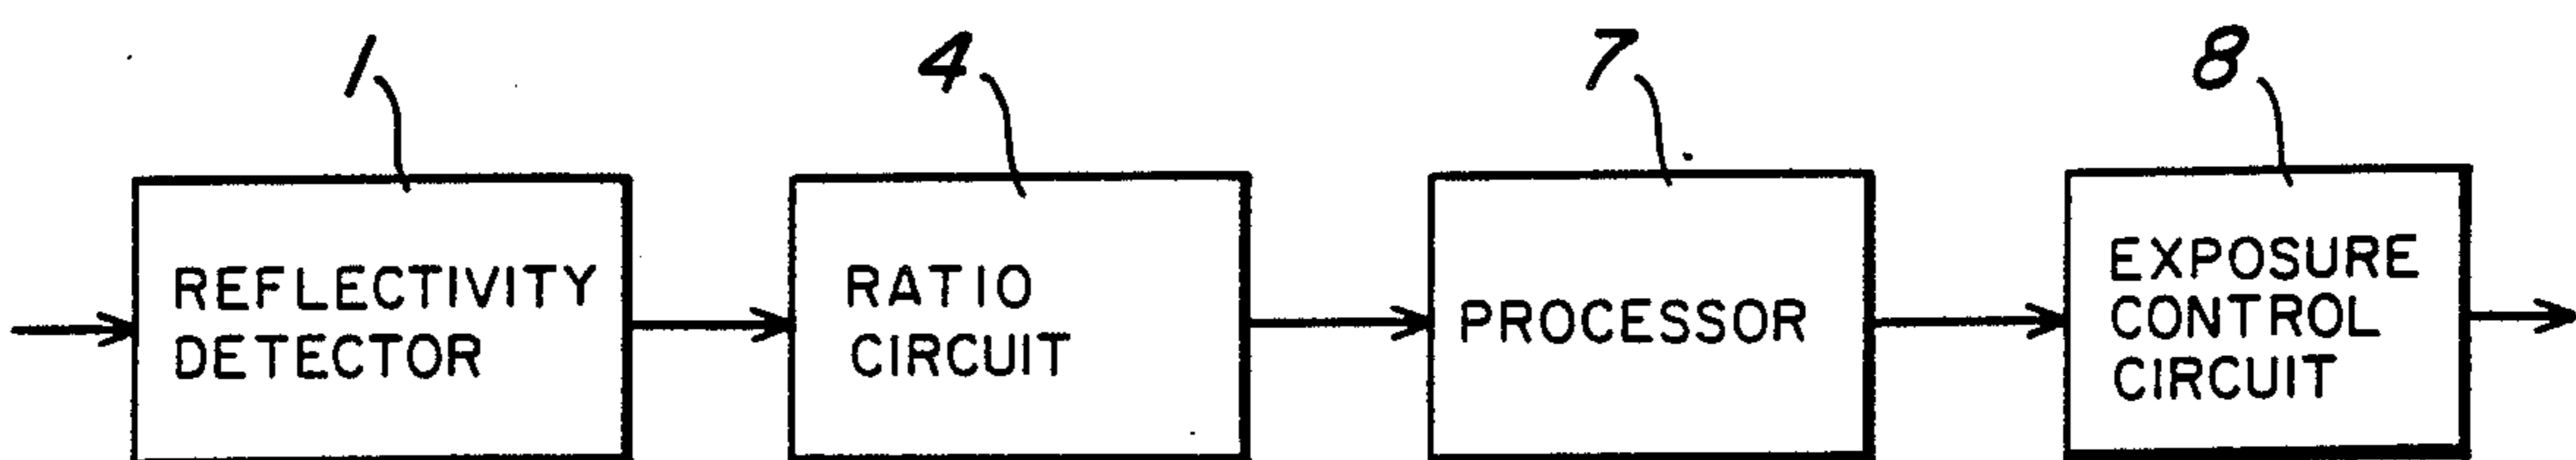 1 4 7 8
REFLECTIVITY
DETECTOR
RATIO
CIRCUIT
PROCESSOR
EXPOSURE
CONTROL
CIRCUIT